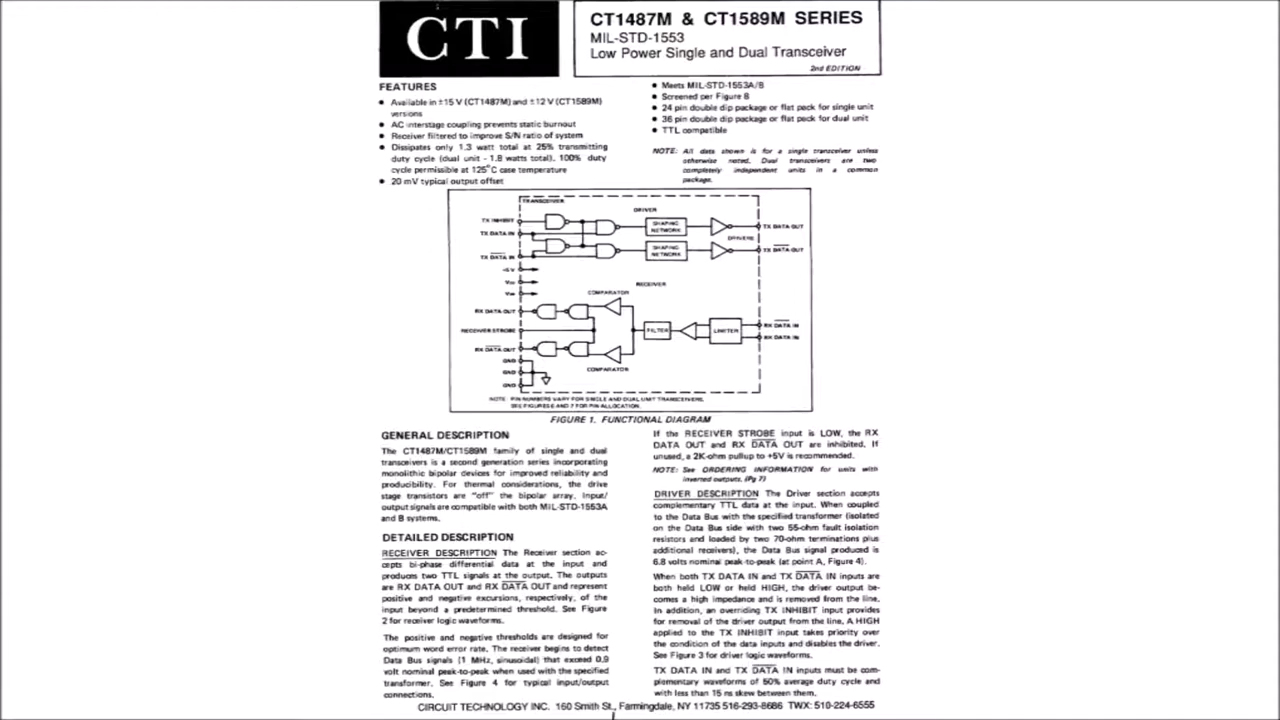 CTI
CT1487M & CT1589M SERIES
MIL-STD-1553
Low Power Single and Dual Transceiver
2nd EDITION
FEATURES
● Available in ±15 V (CT1487M) and ±12 V (CT1589M)
versions
● AC interstage coupling prevents static burnout
● Receiver filtered to improve S/N ratio of system
● Dissipates only 1.3 watt total at 25% transmitting
duty cycle (dual unit - 1.8 watts total). 100% duty
cycle permissible at 125°C case temperature
● 20 mV typical output offset
● Meets MIL-STD-1553A/B
● Screened per Figure 8
● 24 pin double dip package or flat pack for single unit
● 36 pin double dip package or flat pack for dual unit
● TTL compatible
NOTE: All data shown is for a single transceiver unless
otherwise noted. Dual transceivers are two
completely independent units in a common
package.
TRANSCEIVER
DRIVER
TX INHIBIT
TX DATA IN
TX D̅A̅T̅A̅ IN
+5 V
Vcc
Vee
SHAPING
NETWORK
SHAPING
NETWORK
DRIVERS
TX DATA OUT
TX D̅A̅T̅A̅ OUT
RECEIVER
COMPARATOR
RX DATA OUT
RECEIVER STROBE
RX D̅A̅T̅A̅ OUT
GND
GND
GND
FILTER
LIMITER
RX D̅A̅T̅A̅ IN
RX DATA IN
COMPARATOR
NOTE: PIN NUMBERS VARY FOR SINGLE AND DUAL UNIT TRANSCEIVERS.
SEE FIGURES 6 AND 7 FOR PIN ALLOCATION.
FIGURE 1. FUNCTIONAL DIAGRAM
GENERAL DESCRIPTION
The CT1487M/CT1589M family of single and dual
transceivers is a second generation series incorporating
monolithic bipolar devices for improved reliability and
producibility. For thermal considerations, the drive
stage transistors are "off" the bipolar array. Input/
output signals are compatible with both MIL-STD-1553A
and B systems.
DETAILED DESCRIPTION
RECEIVER DESCRIPTION The Receiver section ac-
cepts bi-phase differential data at the input and
produces two TTL signals at the output. The outputs
are RX DATA OUT and RX D̅A̅T̅A̅ OUT and represent
positive and negative excursions, respectively, of the
input beyond a predetermined threshold. See Figure
2 for receiver logic waveforms.
The positive and negative thresholds are designed for
optimum word error rate. The receiver begins to detect
Data Bus signals (1 MHz, sinusoidal) that exceed 0.9
volt nominal peak-to-peak when used with the specified
transformer. See Figure 4 for typical input/output
connections.
If the RECEIVER STROBE input is LOW, the RX
DATA OUT and RX D̅A̅T̅A̅ OUT are inhibited. If
unused, a 2K-ohm pullup to +5V is recommended.
NOTE: See ORDERING INFORMATION for units with
inverted outputs. (Pg 7)
DRIVER DESCRIPTION The Driver section accepts
complementary TTL data at the input. When coupled
to the Data Bus with the specified transformer (isolated
on the Data Bus side with two 55-ohm fault isolation
resistors and loaded by two 70-ohm terminations plus
additional receivers), the Data Bus signal produced is
6.8 volts nominal peak-to-peak (at point A, Figure 4).
When both TX DATA IN and TX D̅A̅T̅A̅ IN inputs are
both held LOW or held HIGH, the driver output be-
comes a high impedance and is removed from the line.
In addition, an overriding TX INHIBIT input provides
for removal of the driver output from the line. A HIGH
applied to the TX INHIBIT input takes priority over
the condition of the data inputs and disables the driver.
See Figure 3 for driver logic waveforms.
TX DATA IN and TX D̅A̅T̅A̅ IN inputs must be com-
plementary waveforms of 50% average duty cycle and
with less than 15 ns skew between them.
CIRCUIT TECHNOLOGY INC. 160 Smith St., Farmingdale, NY 11735 516-293-8686 TWX: 510-224-6555